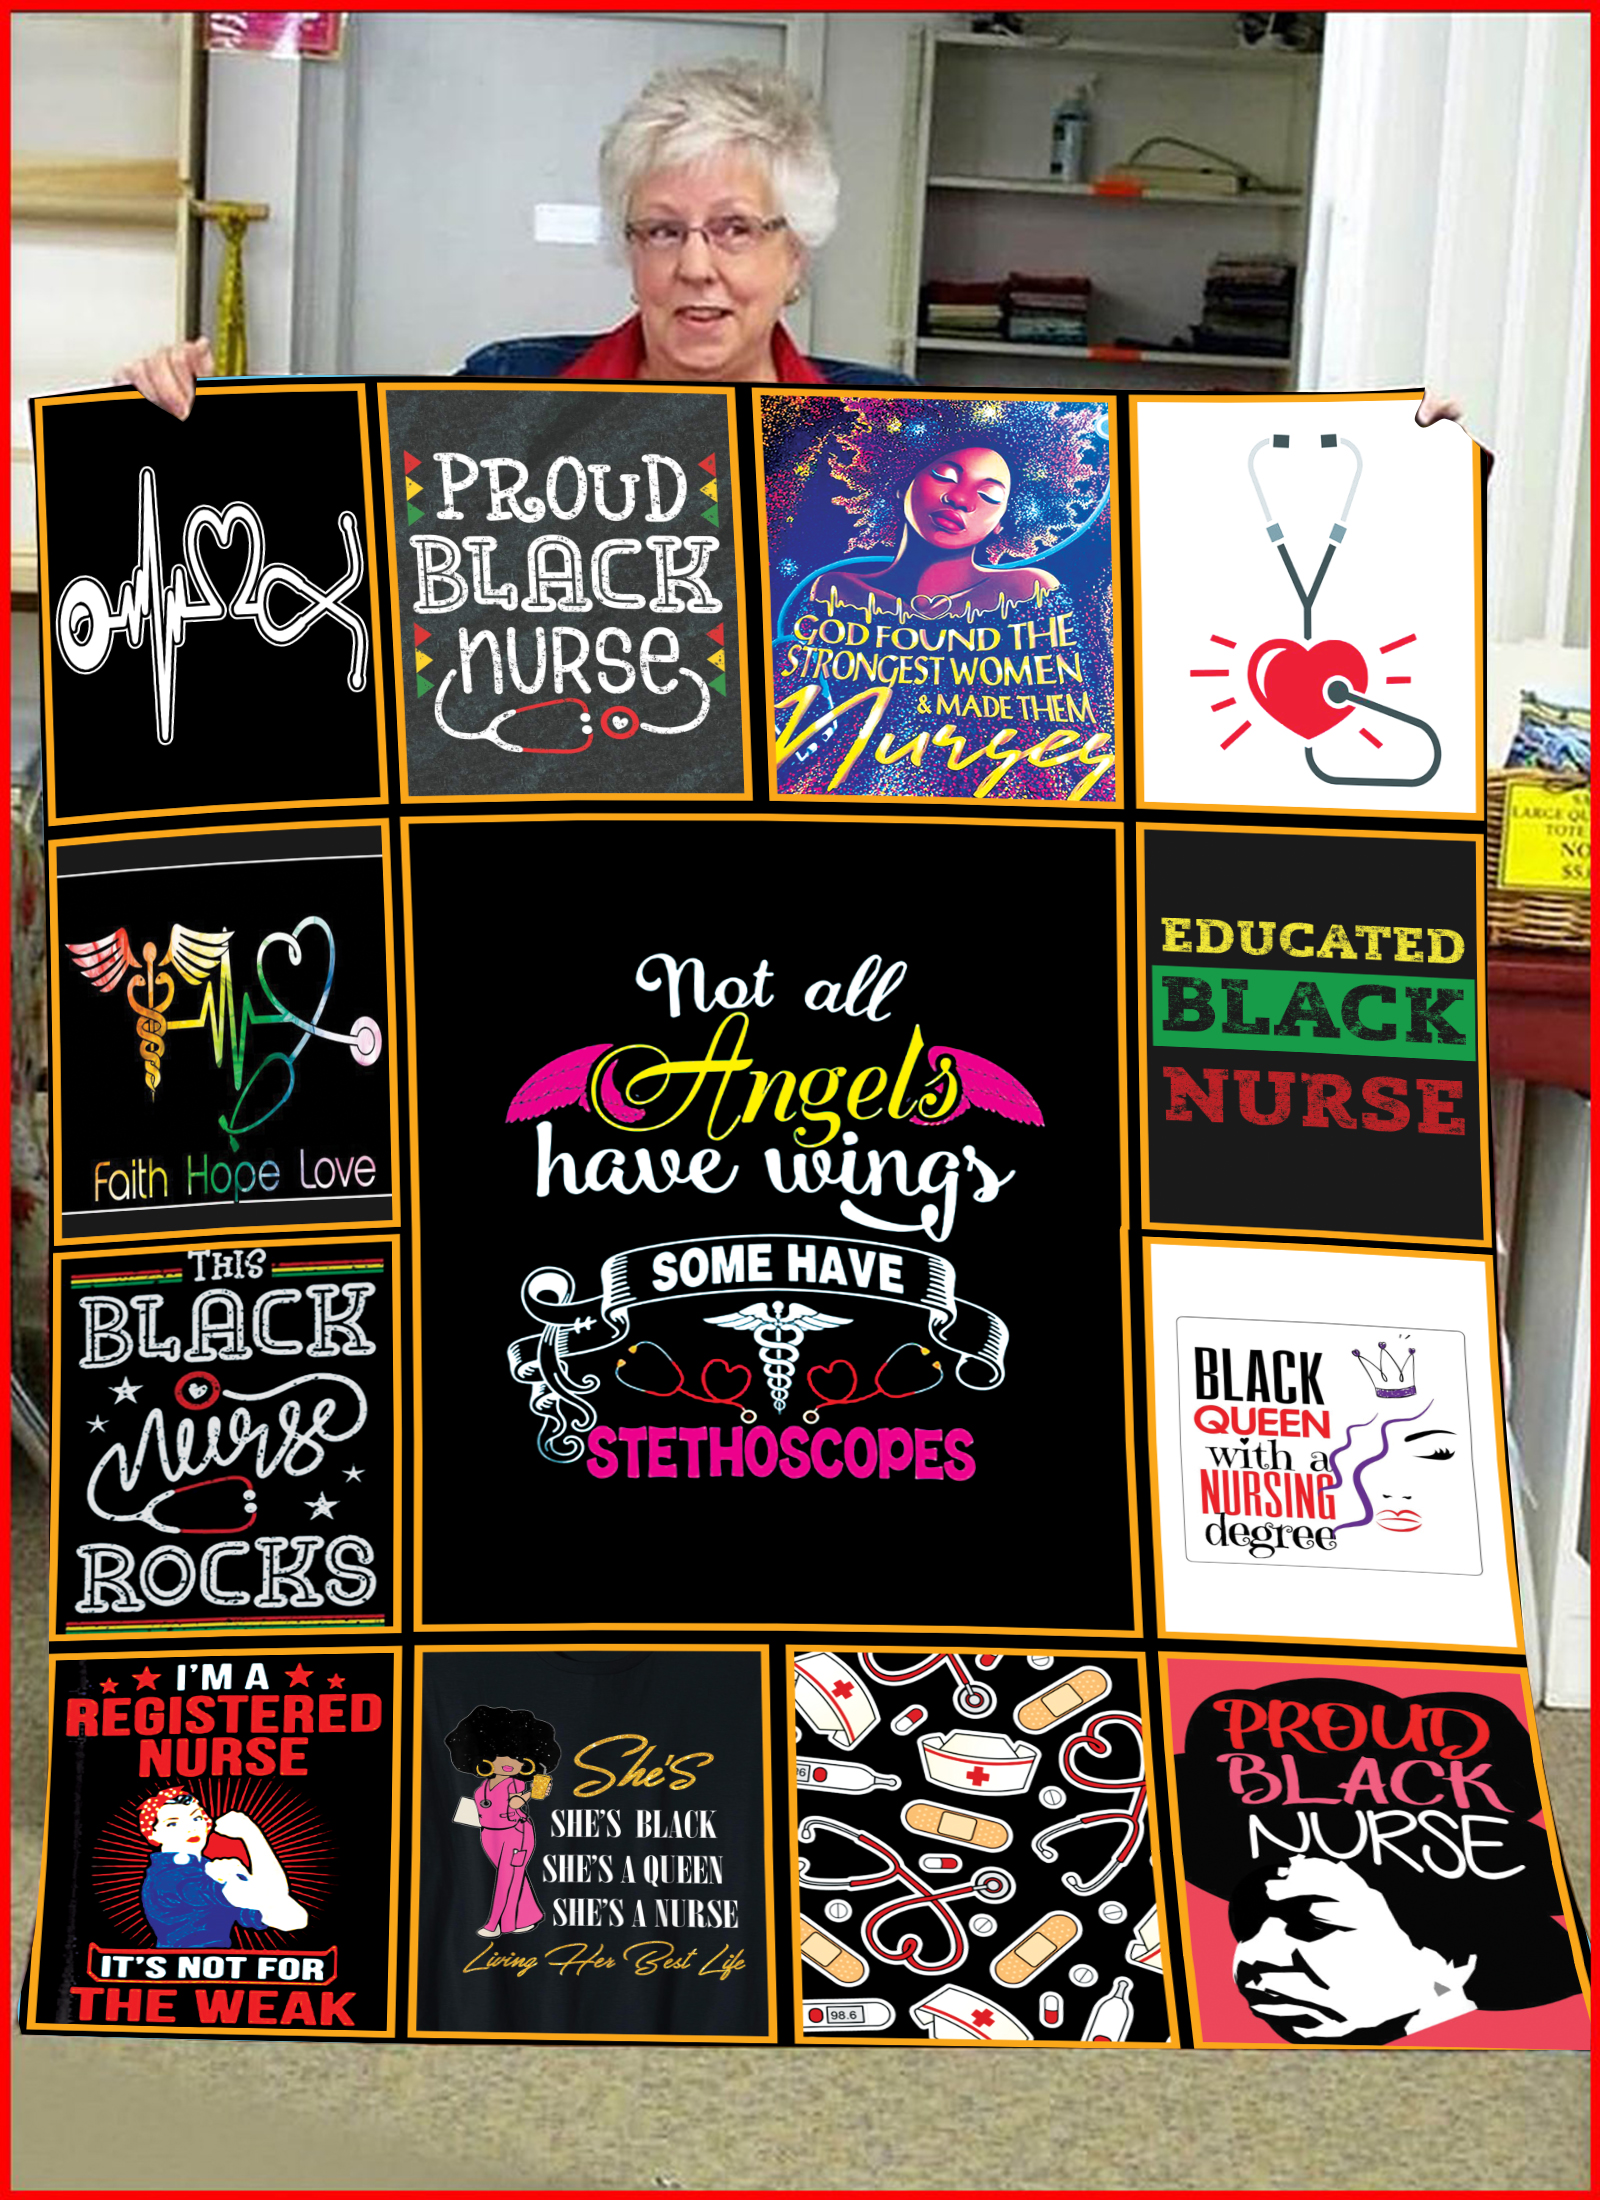 PROUD
BLACK
NURSE
GOD FOUND THE
STRONGEST WOMEN
& MADE THEM
Nurses
Faith Hope Love
Not all
Angels
have wings
SOME HAVE
STETHOSCOPES
EDUCATED
BLACK
NURSE
LARGE
TOTE
NO
THIS
BLACK
Nurse
ROCKS
BLACK
QUEEN
with a
NURSING
degree
I'M A
REGISTERED
NURSE
IT'S NOT FOR
THE WEAK
She's
SHE'S BLACK
SHE'S A QUEEN
SHE'S A NURSE
Living Her Best Life
98.6
PROUD
BLACK
NURSE